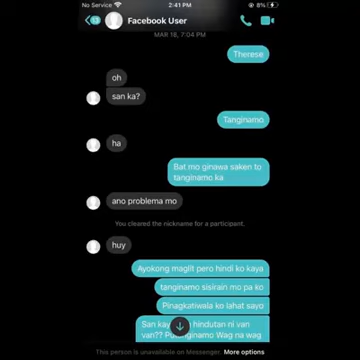 No Service
2:41 PM
8%
Facebook User
MAR 18, 7:04 PM
Therese
oh
san ka?
Tanginamo
ha
Bat mo ginawa saken to
tanginamo ka
ano problema mo
You cleared the nickname for a participant.
huy
Ayokong maglit pero hindi ko kaya
tanginamo sisirain mo pa ko
Pinagkatiwala ko lahat sayo
San kay hindutan ni van
van?? Pu nginamo Wag na wag
This person is unavailable on Messenger. More options